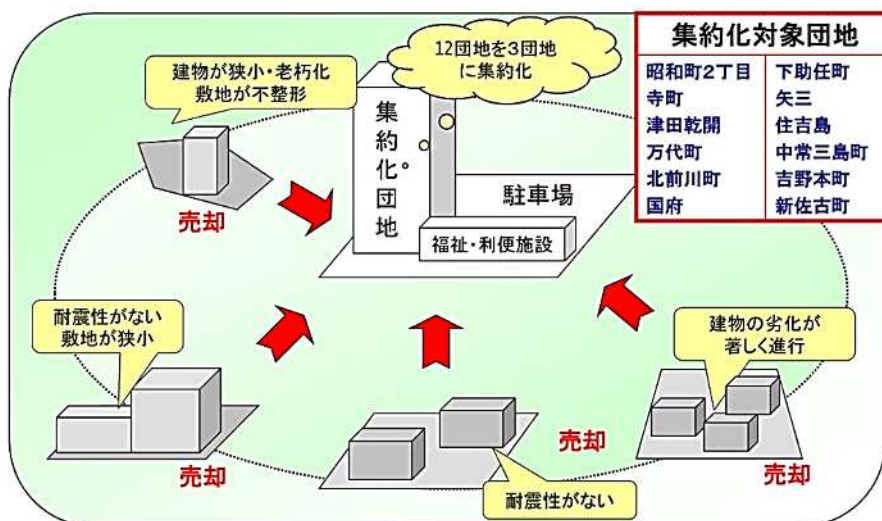 12団地を3団地
に集約化
建物が狭小・老朽化
敷地が不整形
売却
集約化団地
駐車場
福祉・利便施設
集約化対象団地
昭和町2丁目
寺町
津田乾開
万代町
北前川町
国府
下助任町
矢三
住吉島
中常三島町
吉野本町
新佐古町
耐震性がない
敷地が狭小
売却
耐震性がない
売却
建物の劣化が
著しく進行
売却